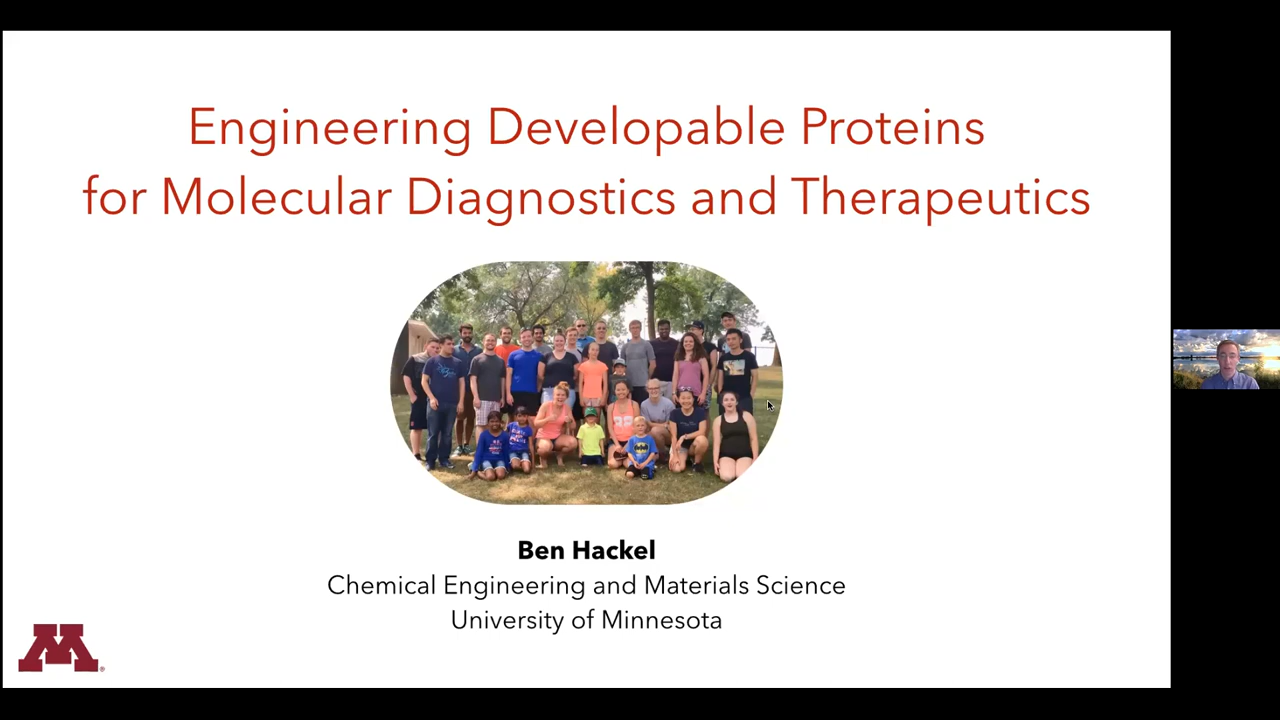 Engineering Developable Proteins
for Molecular Diagnostics and Therapeutics
Ben Hackel
Chemical Engineering and Materials Science
University of Minnesota
M